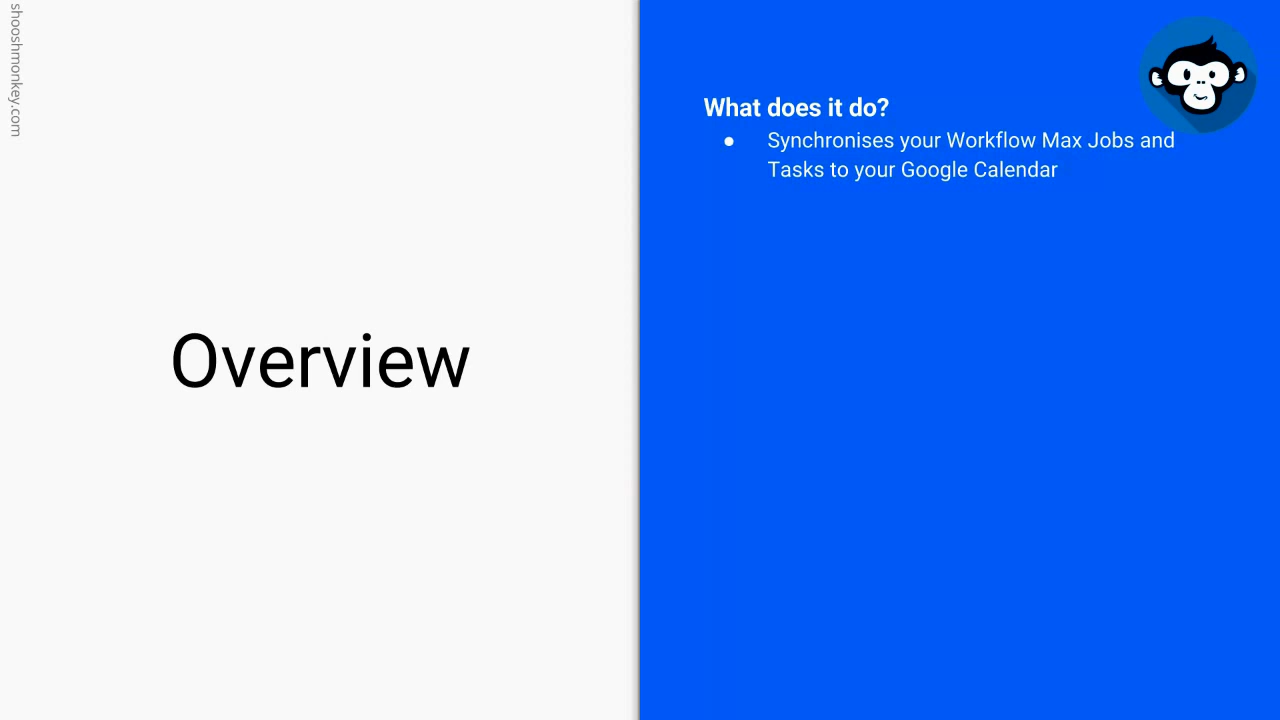 shooshmonkey.com
Overview
What does it do?
● Synchronises your Workflow Max Jobs and
Tasks to your Google Calendar